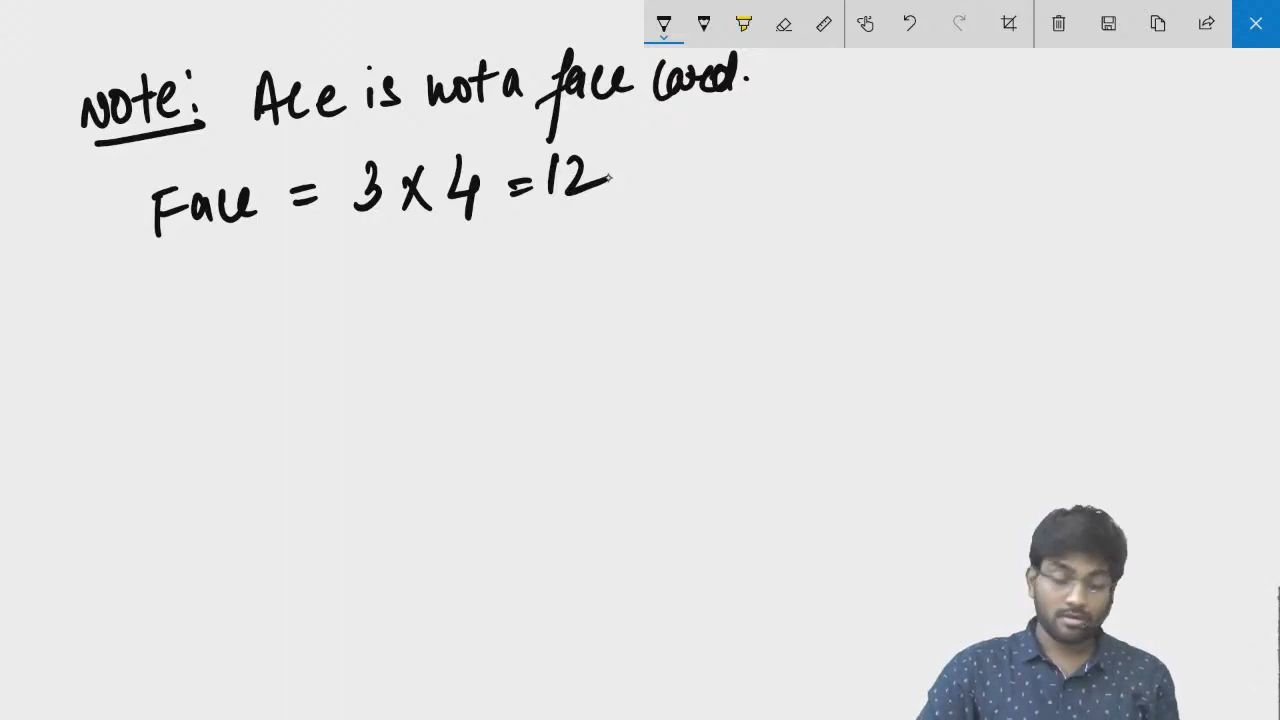 Note: Ace is not a face card.
Face = 3 x 4 = 12